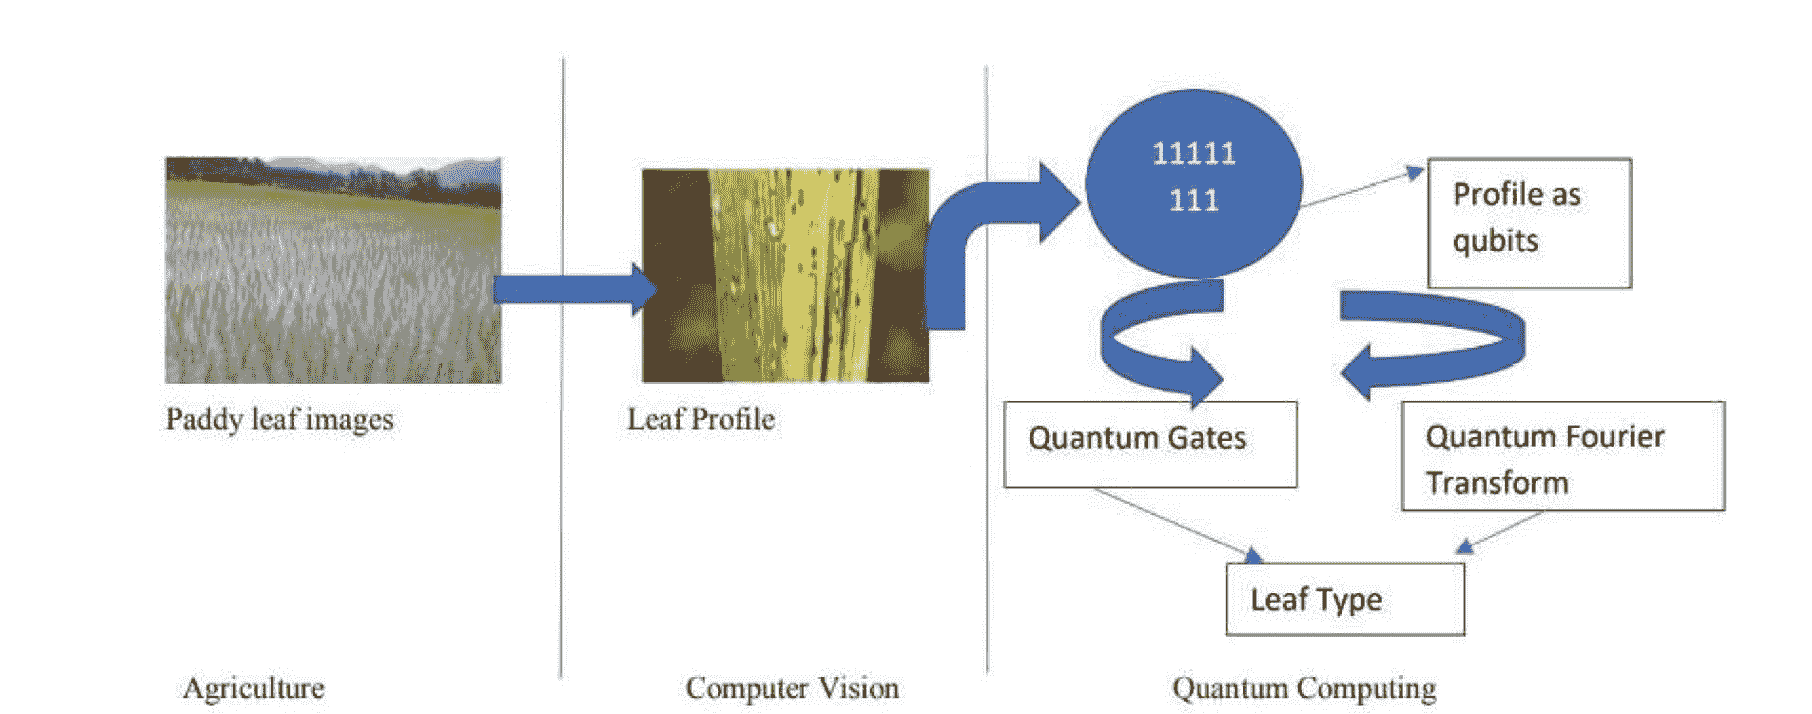 11111
111
Profile as
qubits
Paddy leaf images
Leaf Profile
Quantum Gates
Quantum Fourier
Transform
Leaf Type
Agriculture
Computer Vision
Quantum Computing